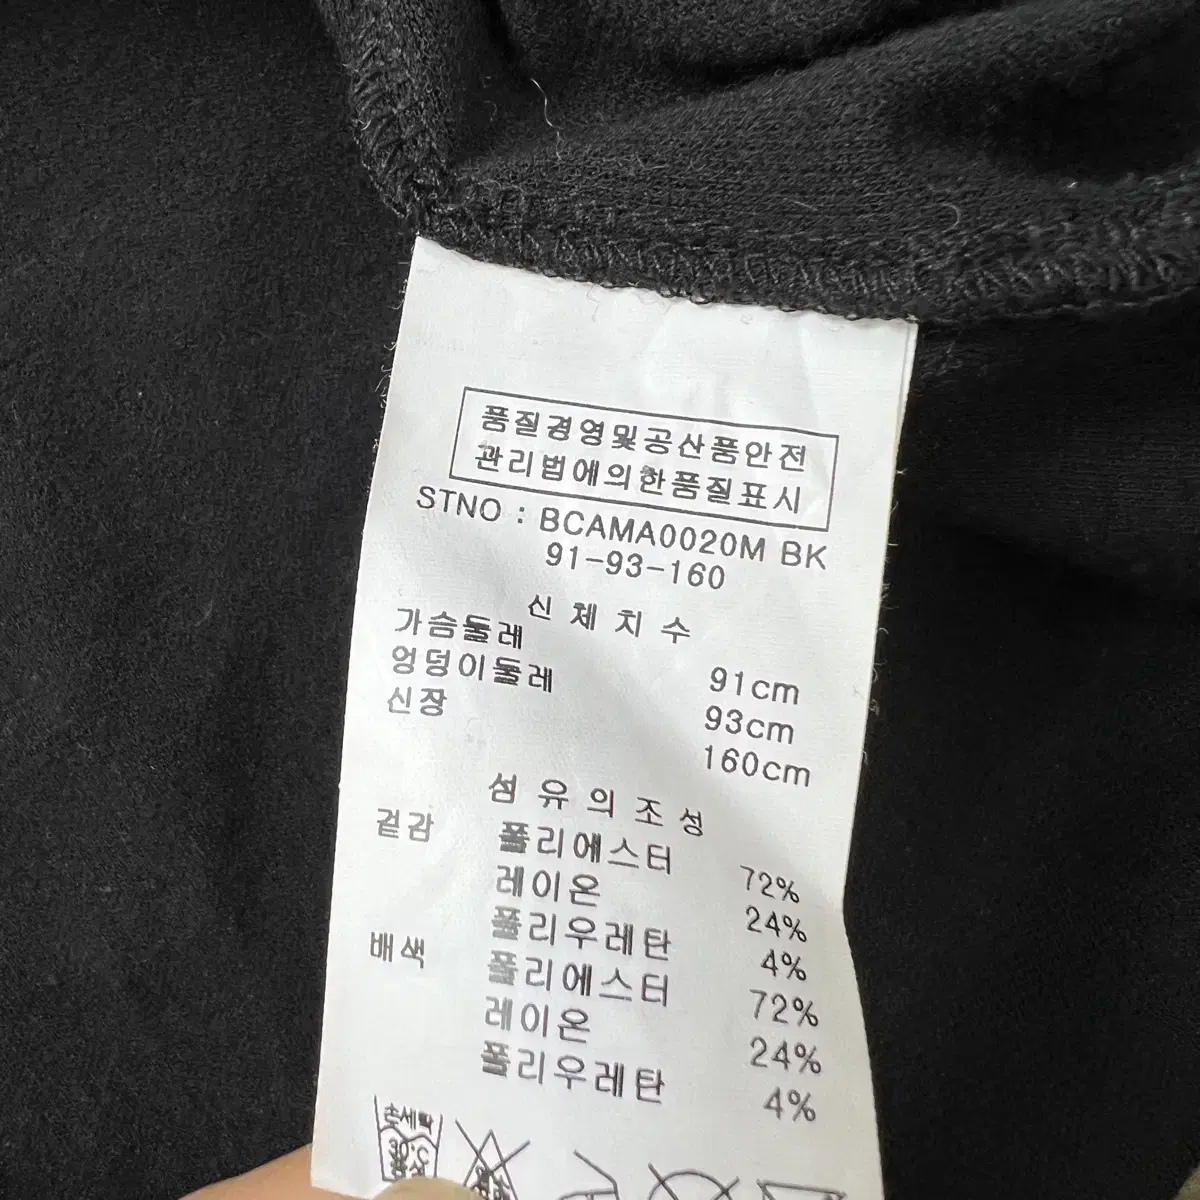 품질경영및공산품안전
관리법에의한품질표시
STNO : BCAMA0020M BK
91-93-160
신 체 치 수
가슴둘레 91cm
엉덩이둘레 93cm
신장 160cm
섬 유 의 조 성
겉감 폴리에스터 72%
레이온 24%
폴리우레탄 4%
배색 폴리에스터 72%
레이온 24%
폴리우레탄 4%
손세탁
30°C